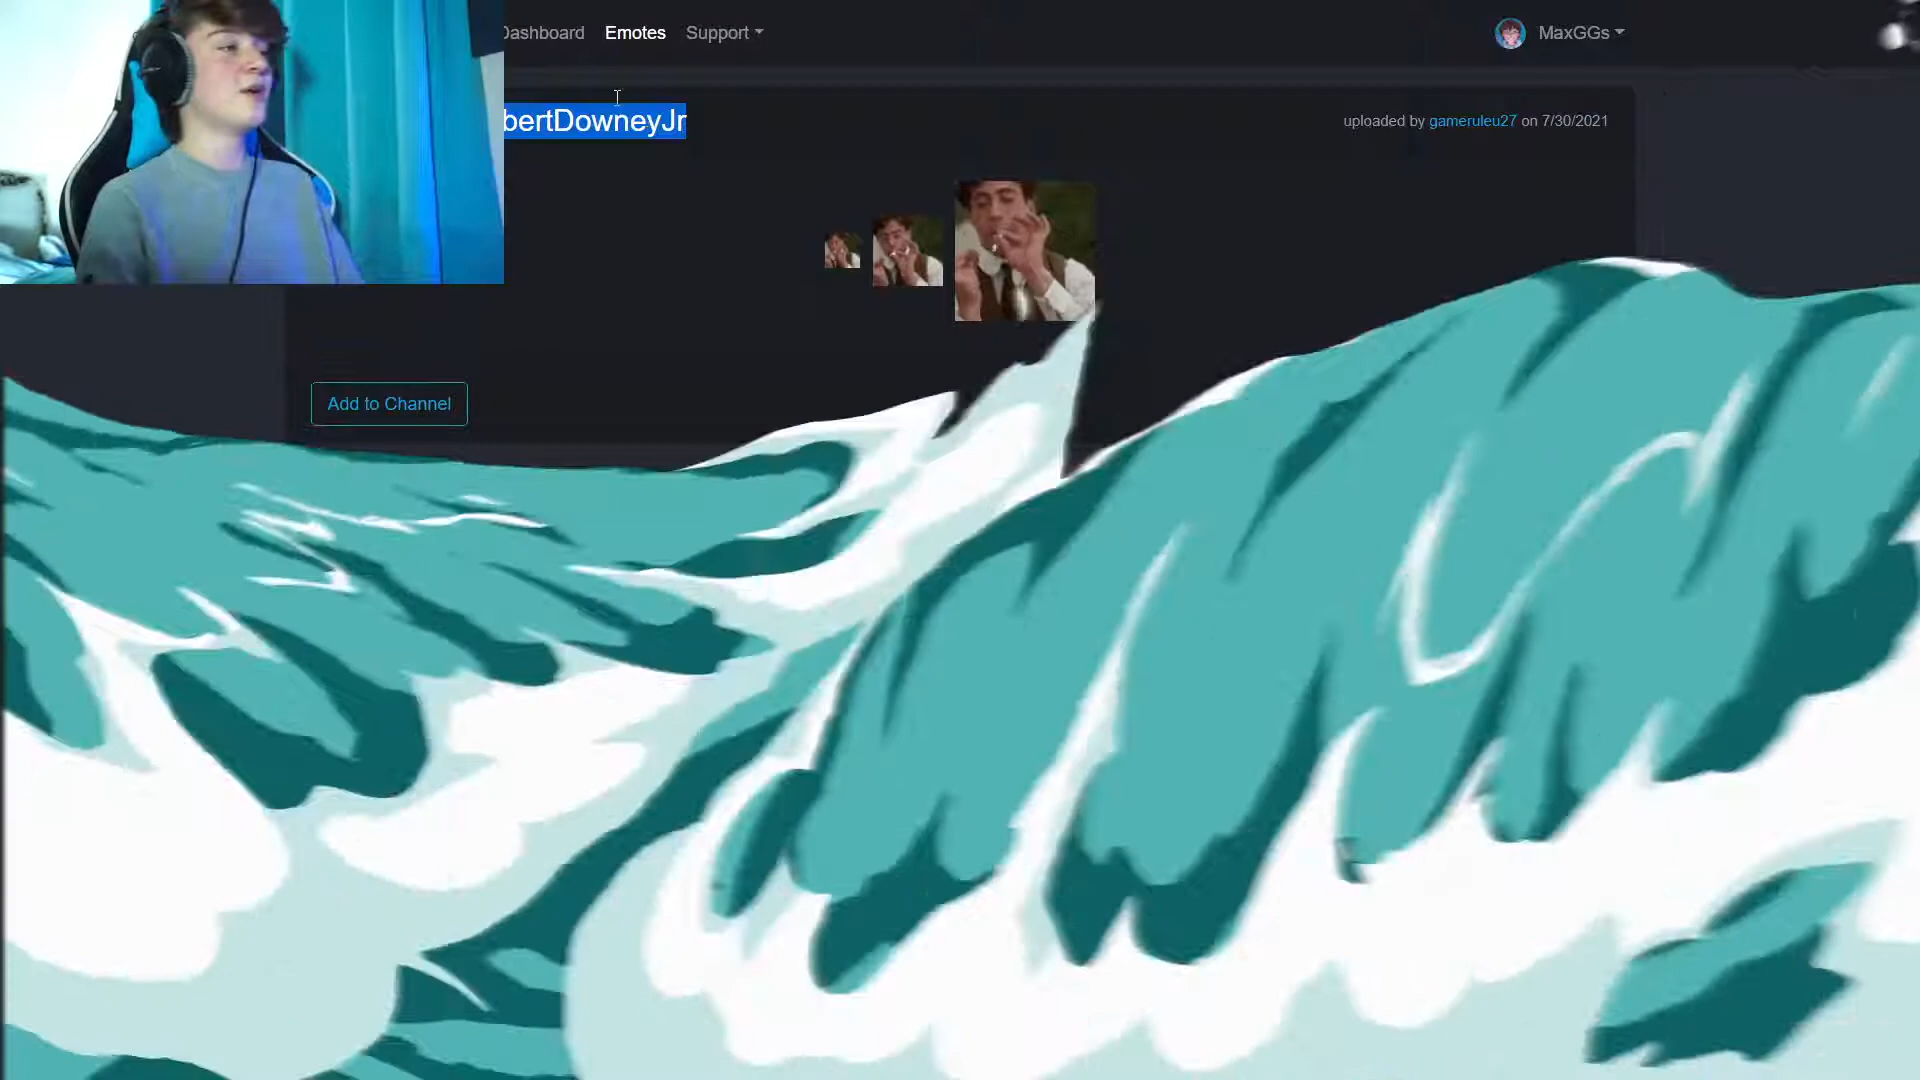 Dashboard Emotes Support MaxGGs
bertDowneyJr
uploaded by gameruleu27 on 7/30/2021
Add to Channel